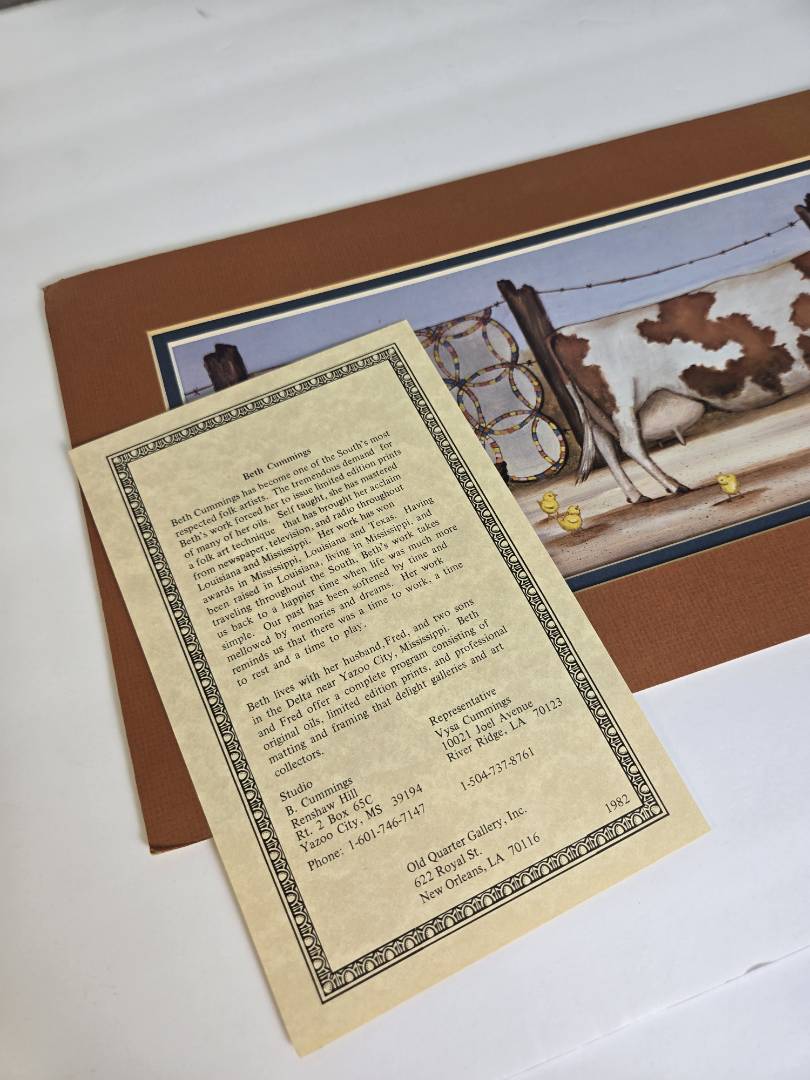 Beth Cummings
Beth Cummings has become one of the South's most
respected folk artists. The tremendous demand for
Beth's work forced her to issue limited edition prints
of many of her oils. Self taught, she has mastered
a folk art technique that has brought her acclaim
from newspaper, television, and radio throughout
Louisiana and Mississippi. Her work has won
awards in Mississippi, Louisiana and Texas. Having
been raised in Louisiana, living in Mississippi, and
traveling throughout the South, Beth's work takes
us back to a happier time when life was much more
simple. Our past has been softened by time and
mellowed by memories and dreams. Her work
reminds us that there was a time to work, a time
to rest and a time to play.
Beth lives with her husband, Fred, and two sons
in the Delta near Yazoo City, Mississippi. Beth
and Fred offer a complete program consisting of
original oils, limited edition prints, and professional
matting and framing that delight galleries and art
collectors.
Studio
B. Cummings
Renshaw Hill
Rt. 2 Box 65C
Yazoo City, MS 39194
Phone: 1-601-746-7147
Representative
Vysa Cummings
10021 Joel Avenue
River Ridge, LA 70123
1-504-737-8761
Old Quarter Gallery, Inc.
622 Royal St.
New Orleans, LA 70116
1982